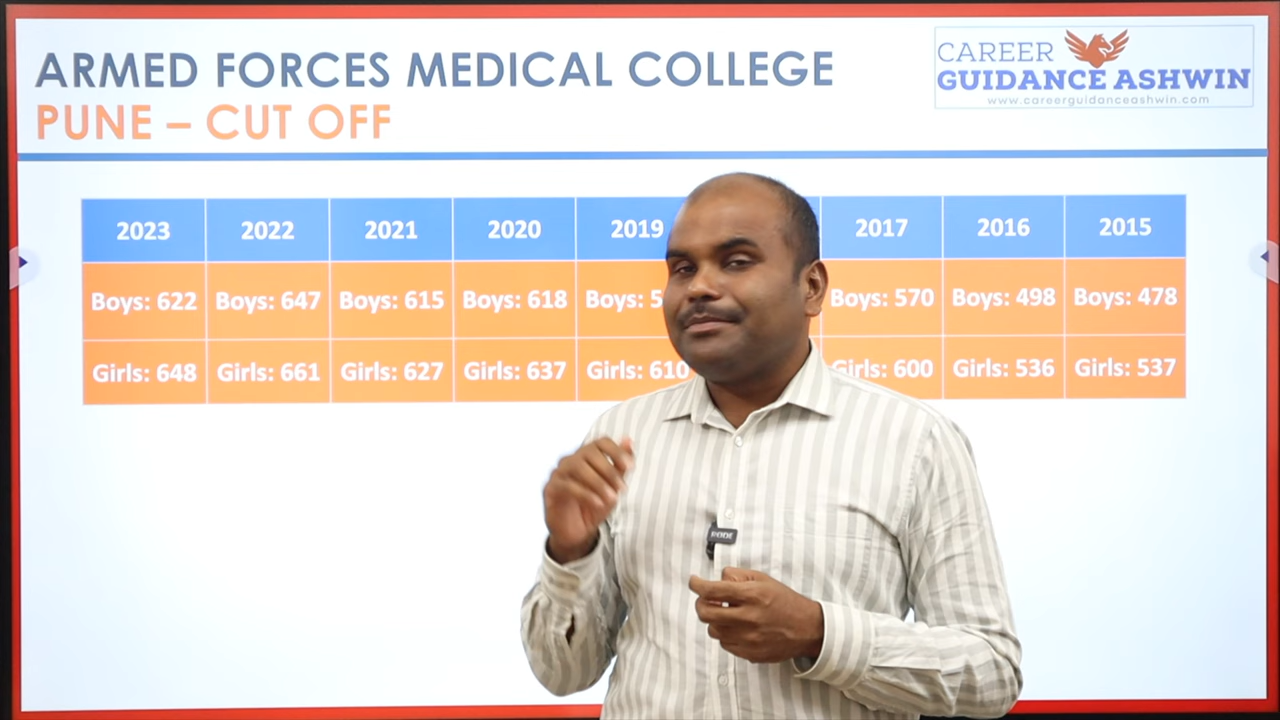 ARMED FORCES MEDICAL COLLEGE
PUNE – CUT OFF
CAREER
GUIDANCE ASHWIN
www.careerguidanceashwin.com
2023 2022 2021 2020 2019 2017 2016 2015
Boys: 622 Boys: 647 Boys: 615 Boys: 618 Boys: Boys: 570 Boys: 498 Boys: 478
Girls: 648 Girls: 661 Girls: 627 Girls: 637 Girls: 610 Girls: 600 Girls: 536 Girls: 537
RODE